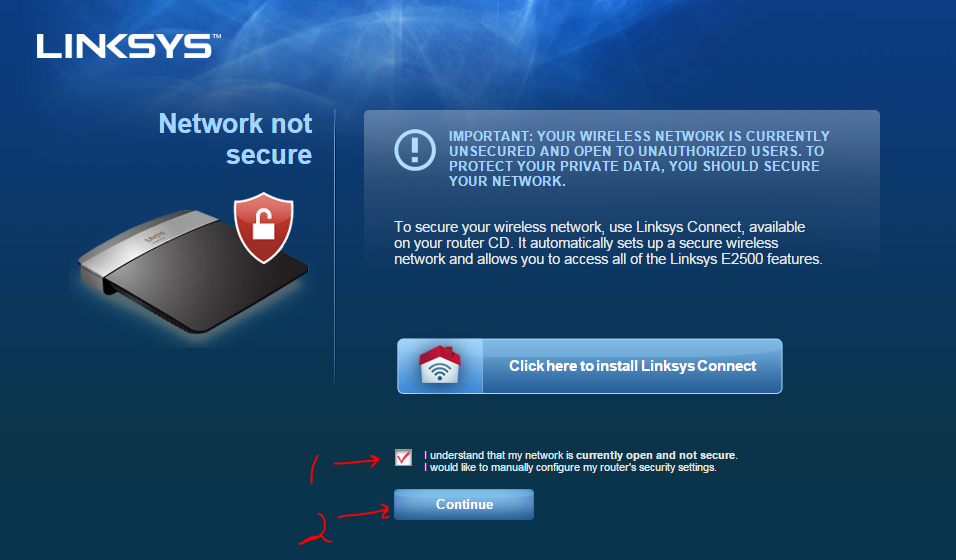 LINKSYS™
Network not
secure
IMPORTANT: YOUR WIRELESS NETWORK IS CURRENTLY
UNSECURED AND OPEN TO UNAUTHORIZED USERS. TO
PROTECT YOUR PRIVATE DATA, YOU SHOULD SECURE
YOUR NETWORK.
To secure your wireless network, use Linksys Connect, available
on your router CD. It automatically sets up a secure wireless
network and allows you to access all of the Linksys E2500 features.
Click here to install Linksys Connect
1
I understand that my network is currently open and not secure.
I would like to manually configure my router's security settings.
2
Continue